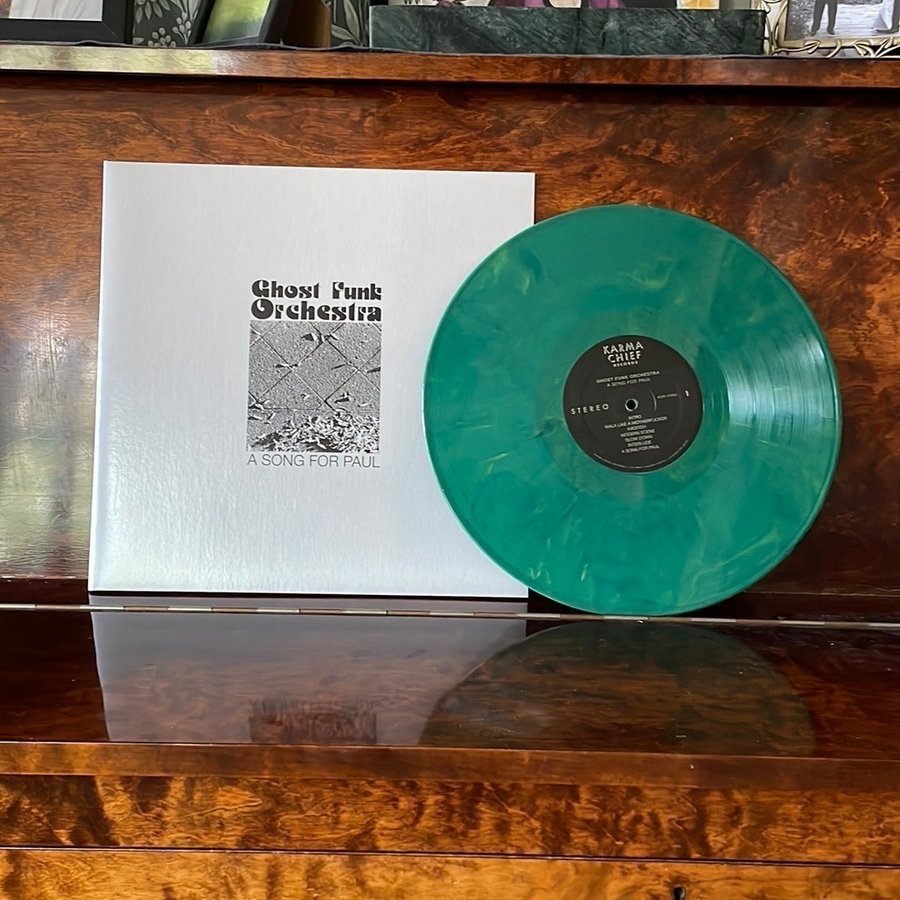 Ghost Funk
Orchestra
A SONG FOR PAUL
KARMA
CHIEF
RECORDS
GHOST FUNK ORCHESTRA
A SONG FOR PAUL
STEREO
1
INTRO
WALK LIKE A MOTHERFUCKER
KADDISH
MODERN SCENE
SLOW DOWN
INTERLUDE
A SONG FOR PAUL